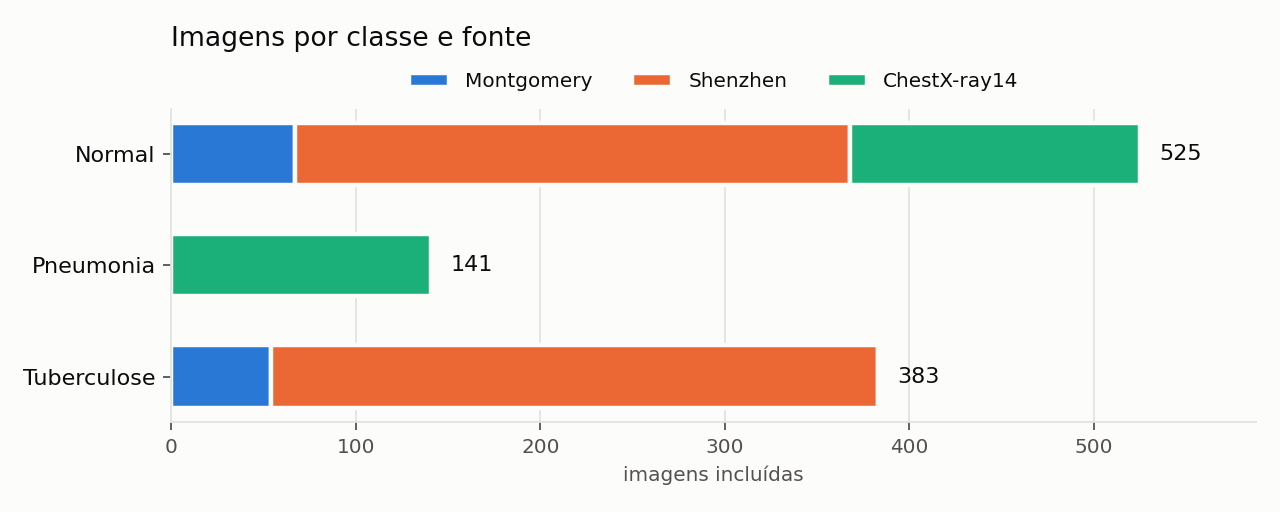 Imagens por classe e fonte
Montgomery Shenzhen ChestX-ray14
Normal 525
Pneumonia 141
Tuberculose 383
0 100 200 300 400 500
imagens incluídas